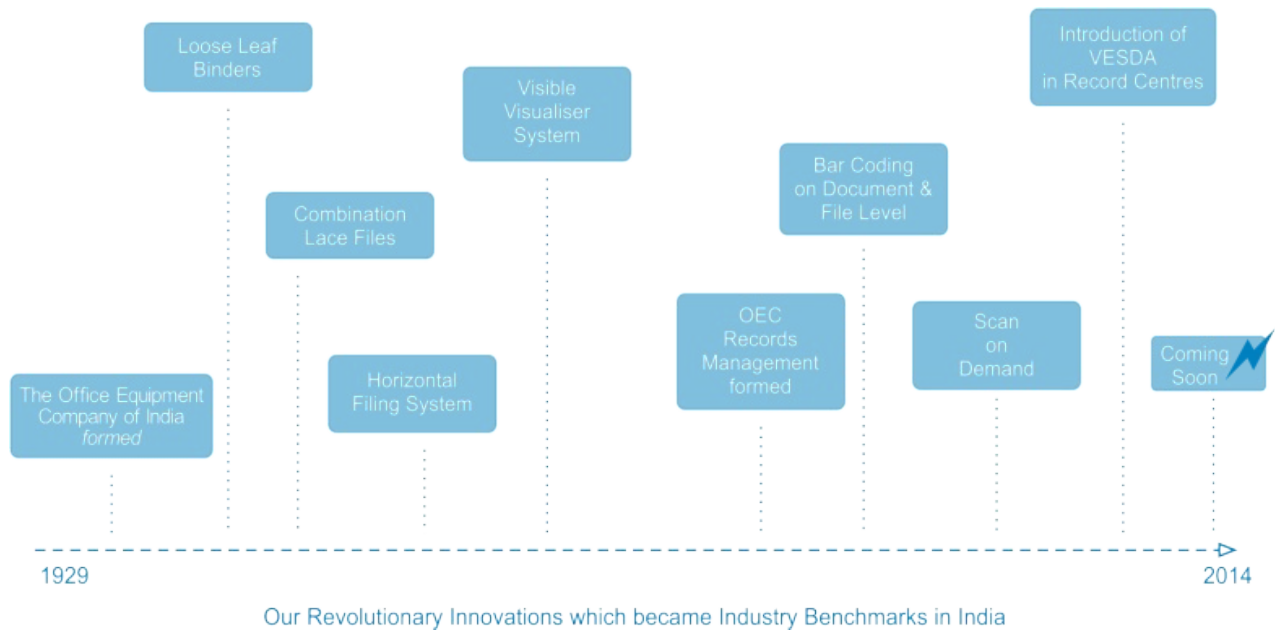 The Office Equipment
Company of India
formed
Loose Leaf
Binders
Combination
Lace Files
Horizontal
Filing System
Visible
Visualiser
System
OEC
Records
Management
formed
Bar Coding
on Document &
File Level
Scan
on
Demand
Introduction of
VESDA
in Record Centres
Coming
Soon
1929
2014
Our Revolutionary Innovations which became Industry Benchmarks in India